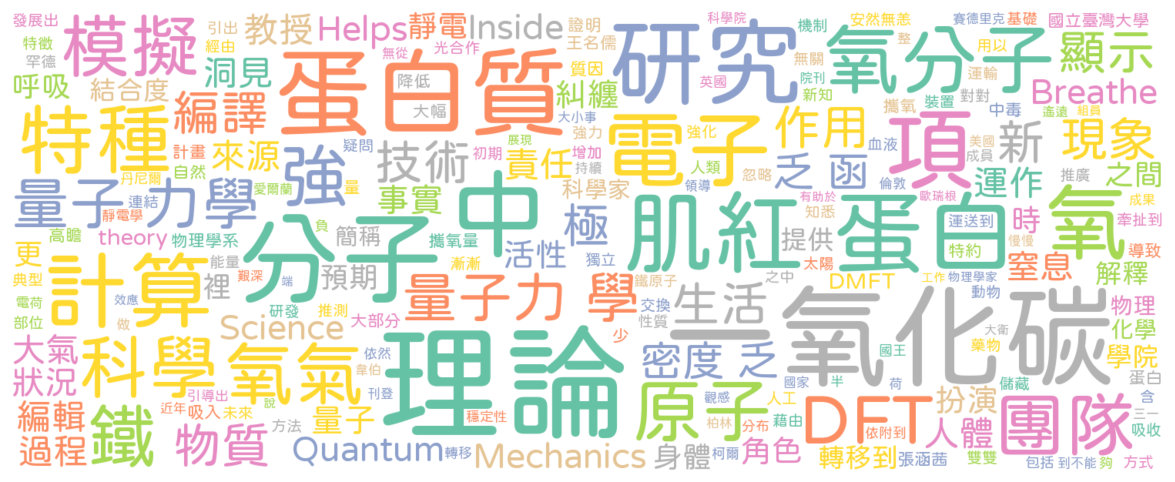 發展出 模擬 引出 教授 Helps 靜電 Inside 證明 研究 科學院 機制 氧分子 安然無恙 賽德里克 基礎 國立臺灣大學
特徵 罕德 呼吸 經由 洞見 無從 光合作 王名儒 質因 無關 整 院刊 用以 運輸 顯示
結合度 編譯 蛋白質 降低 大幅 糾纏 英國 新知 攜氧 裝置 對對 中毒 遙遠 組員 Breathe
特種 計畫 來源 疑問 強 技術 展現 大小事 強力 初期 責任 增加 電子 強化 作用 血液 項 美國 成員 新 現象
丹尼爾 自然 愛爾蘭 量 事實 持續 科學家 人類 領導 忽略 乏 函 倫敦 運作 推廣 之間 成果
量子 力學 連結 靜電學 分子 負 中 極 肌紅 蛋白 有助於 知悉 歐瑞根 運送到 時 氧 牽扯到
高瞻 theory 物理學系 簡稱 攜氧量 活性 獨立 提供 特約 慢慢 導致
更 典型 計算 能量 艱深 端 裡 預期 漸漸 量子力 學 鐵原子 之中 太陽 DMFT 工作 物理學家 窒息 解釋
電荷 部位 效應 做 研發 推測 理論 少 交換 性質 生活 一氧化碳 動物 物理
大氣 科學 氧氣 Science 大部分 依然 韋伯 密度 乏 國王 大衛 藥物 化學 學院
狀況 引導出 刊登 原子 國家 半 荷 儲藏 蛋白 含
編輯 鐵 近年 吸入 未來 說 量子 穩定性 觀感 人工 DFT 扮演 團隊 三一 吸收
過程 物質 方法 Quantum 轉移 Mechanics 身體 柏林 柯爾 分布 藉由 角色 依附到 轉移到 人體 張涵茜 雙雙 包括 到不能 夠 方式